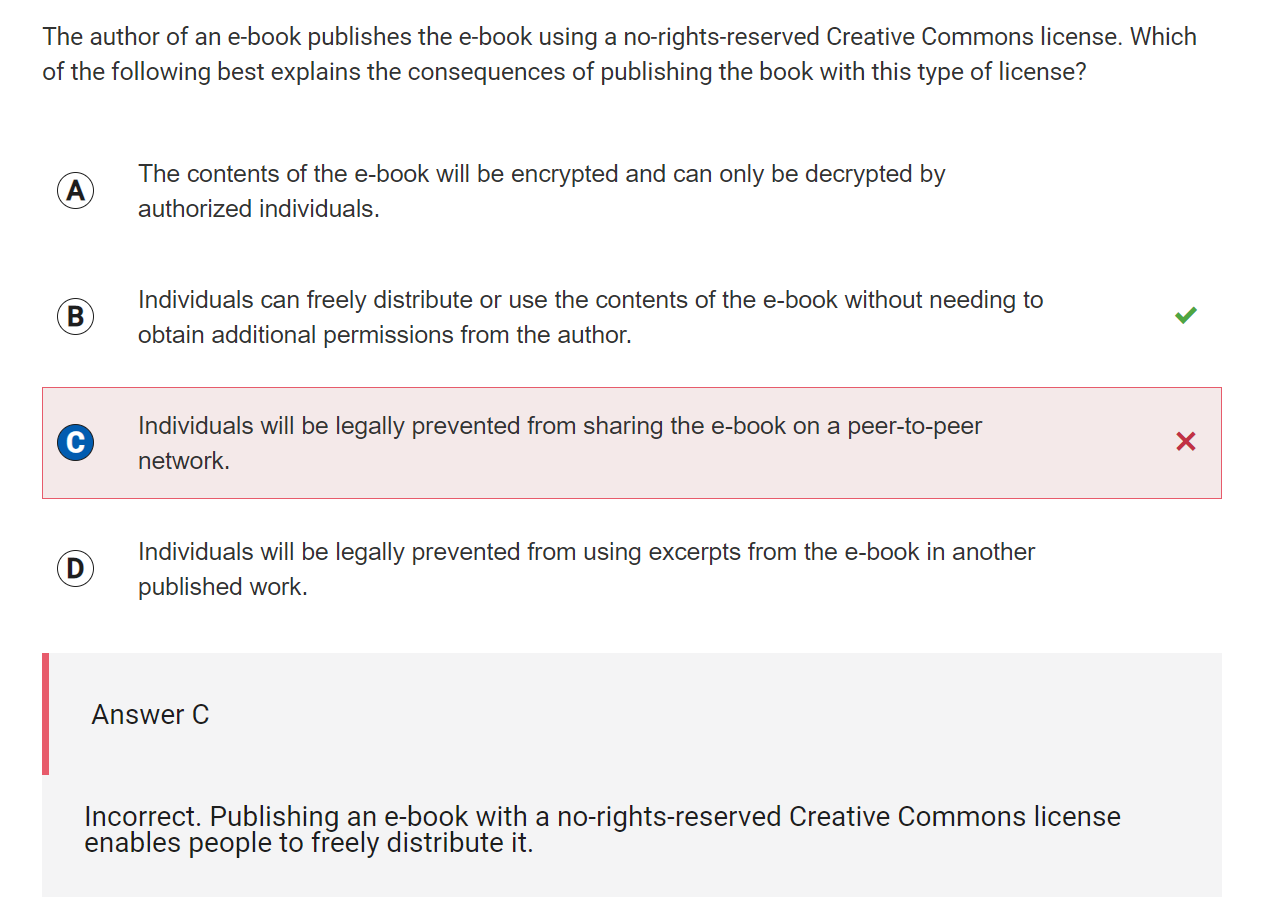 The author of an e-book publishes the e-book using a no-rights-reserved Creative Commons license. Which
of the following best explains the consequences of publishing the book with this type of license?
A
The contents of the e-book will be encrypted and can only be decrypted by
authorized individuals.
B
Individuals can freely distribute or use the contents of the e-book without needing to
obtain additional permissions from the author.
C
Individuals will be legally prevented from sharing the e-book on a peer-to-peer
network.
D
Individuals will be legally prevented from using excerpts from the e-book in another
published work.
Answer C
Incorrect. Publishing an e-book with a no-rights-reserved Creative Commons license
enables people to freely distribute it.